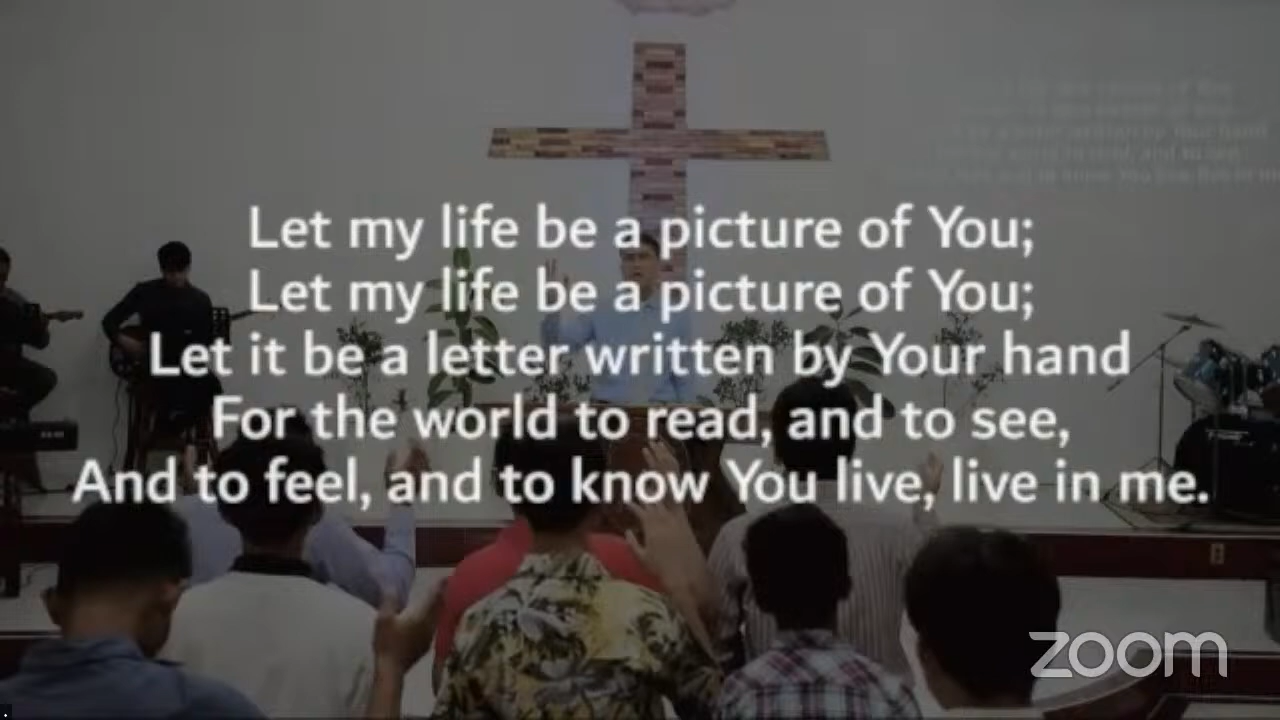 Let my life be a picture of You;
Let my life be a picture of You;
Let it be a letter written by Your hand
For the world to read, and to see,
And to feel, and to know You live, live in me.
zoom